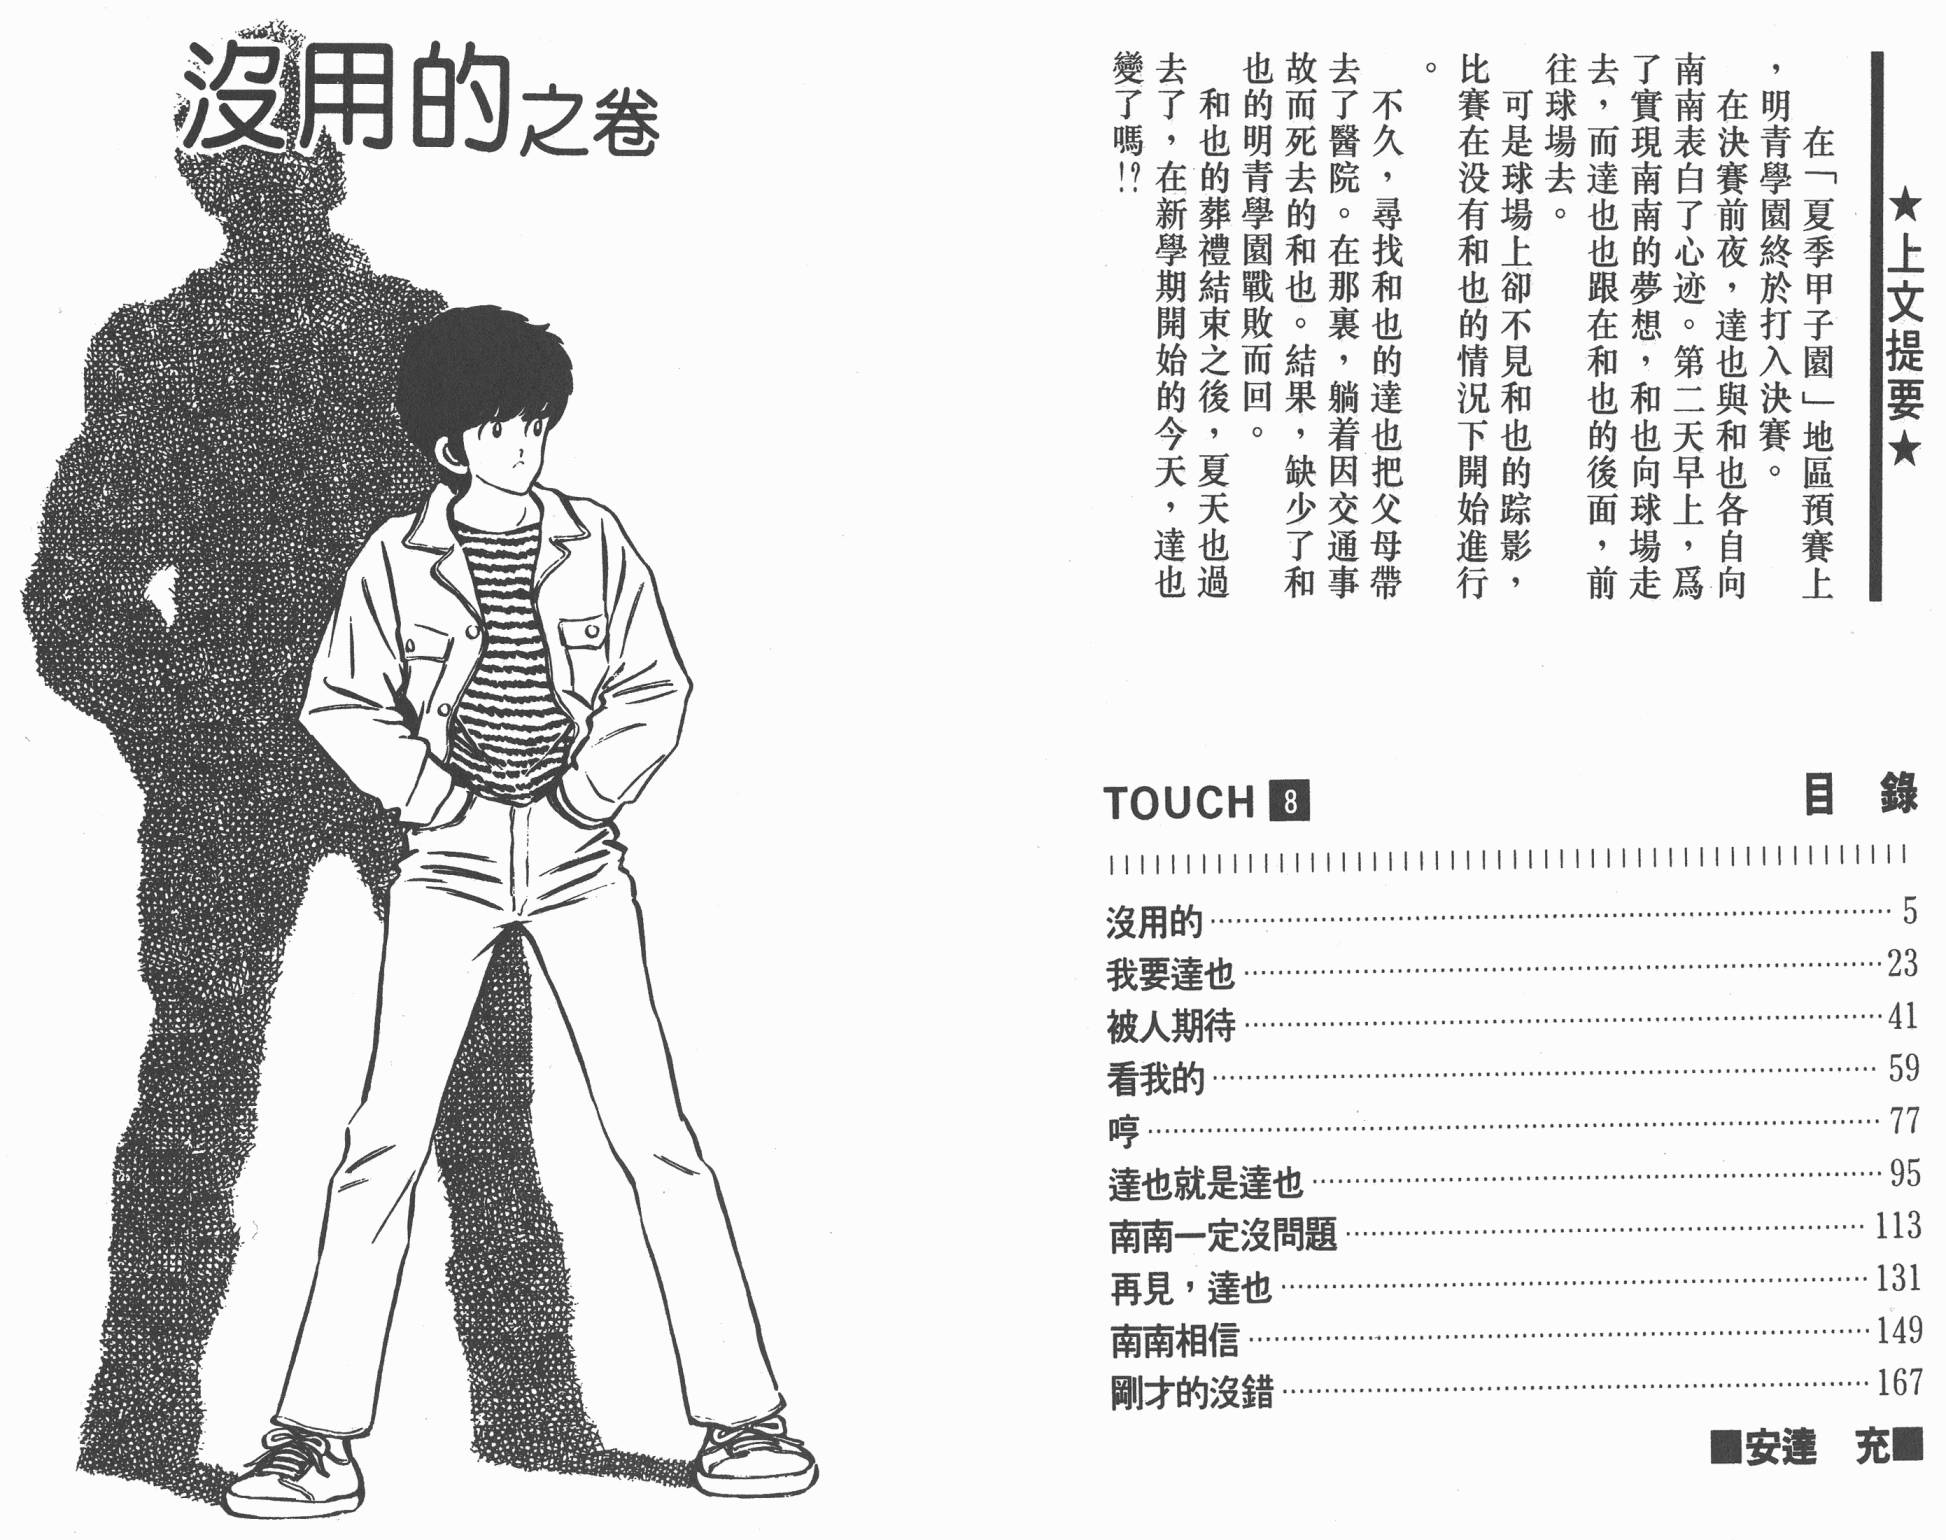 ★上文提要★
在「夏季甲子園」地區預賽上
，明青學園終於打入決賽。
在決賽前夜，達也與和也各自向
南南表白了心迹。第二天早上，爲
了實現南南的夢想，和也向球場走
去，而達也也跟在和也的後面，前
往球場去。
可是球場上卻不見和也的踪影，
比賽在没有和也的情況下開始進行
。
不久，尋找和也的達也把父母帶
去了醫院。在那裏，躺着因交通事
故而死去的和也。結果，缺少了和
也的明青學園戰敗而回。
和也的葬禮結束之後，夏天也過
去了，在新學期開始的今天，達也
變了嗎!?
TOUCH 8 目 錄
沒用的 5
我要達也 23
被人期待 41
看我的 59
哼 77
達也就是達也 95
南南一定沒問題 113
再見，達也 131
南南相信 149
剛才的沒錯 167
■安達 充■
沒用的之卷